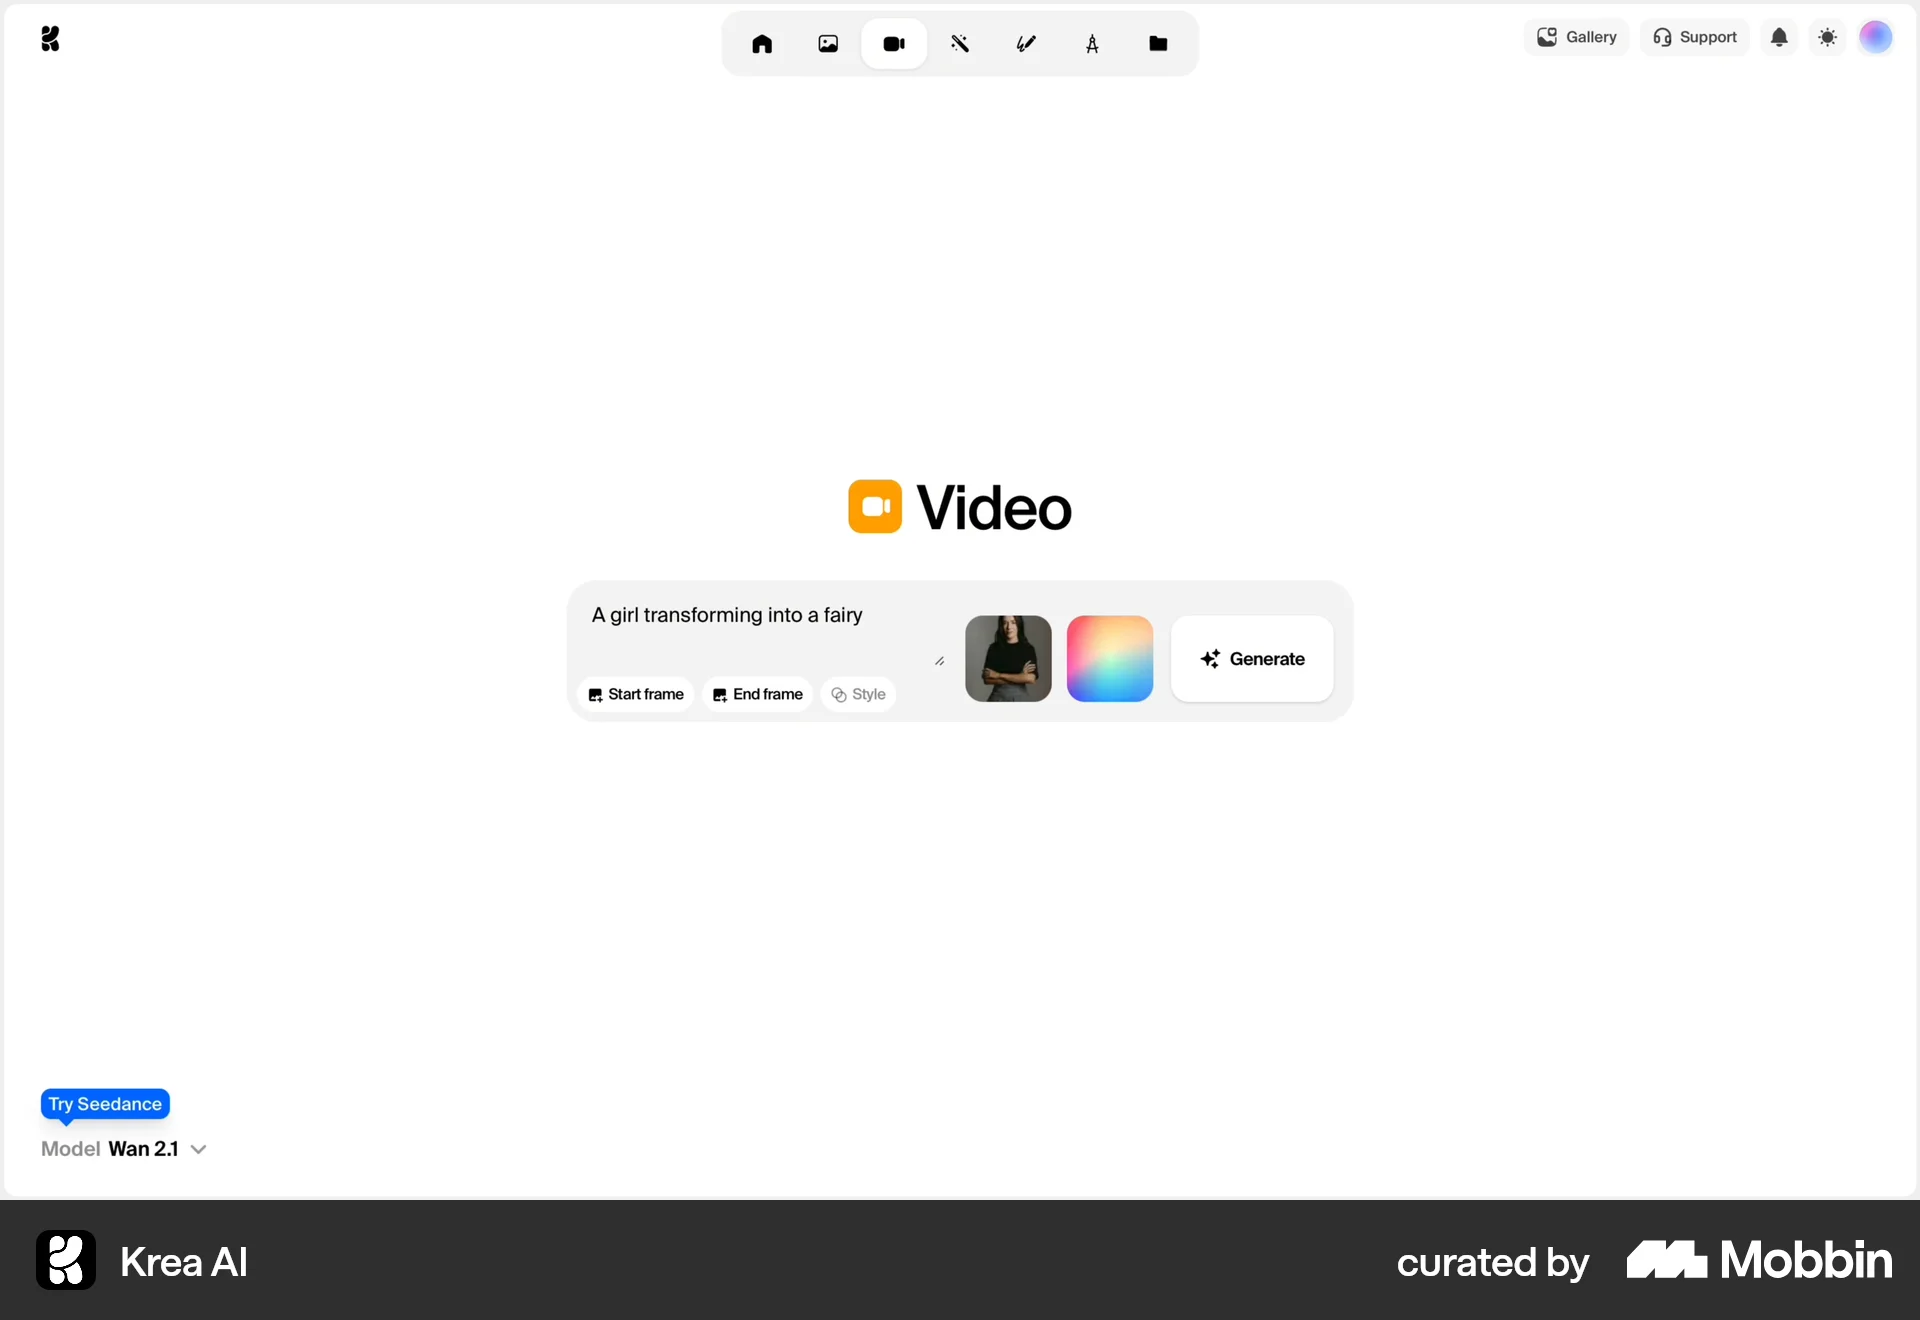 Gallery
Support
Video
A girl transforming into a fairy
Start frame
End frame
Style
Generate
Try Seedance
Model Wan 2.1
Krea AI
curated by Mobbin